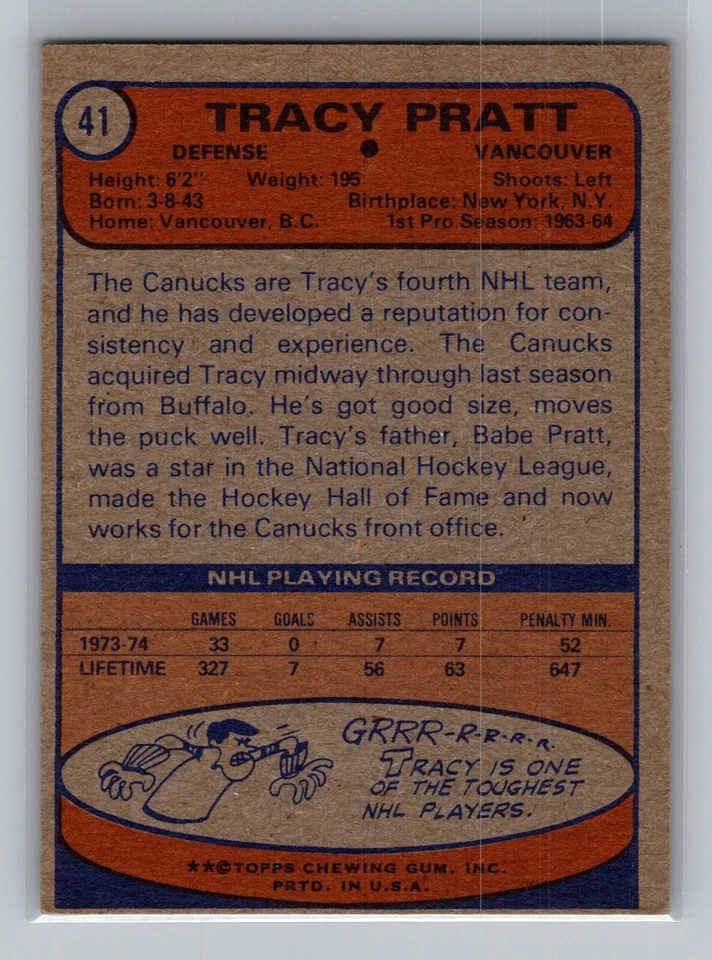 41
TRACY PRATT
DEFENSE ● VANCOUVER
Height: 6'2" Weight: 195 Shoots: Left
Born: 3-8-43 Birthplace: New York, N.Y.
Home: Vancouver, B.C. 1st Pro Season: 1963-64
The Canucks are Tracy's fourth NHL team,
and he has developed a reputation for con-
sistency and experience. The Canucks
acquired Tracy midway through last season
from Buffalo. He's got good size, moves
the puck well. Tracy's father, Babe Pratt,
was a star in the National Hockey League,
made the Hockey Hall of Fame and now
works for the Canucks front office.
NHL PLAYING RECORD
GAMES GOALS ASSISTS POINTS PENALTY MIN.
1973-74 33 0 7 7 52
LIFETIME 327 7 56 63 647
GRRR-R-R-R-R.
TRACY IS ONE
OF THE TOUGHEST
NHL PLAYERS.
**©TOPPS CHEWING GUM, INC.
PRTD. IN U.S.A.